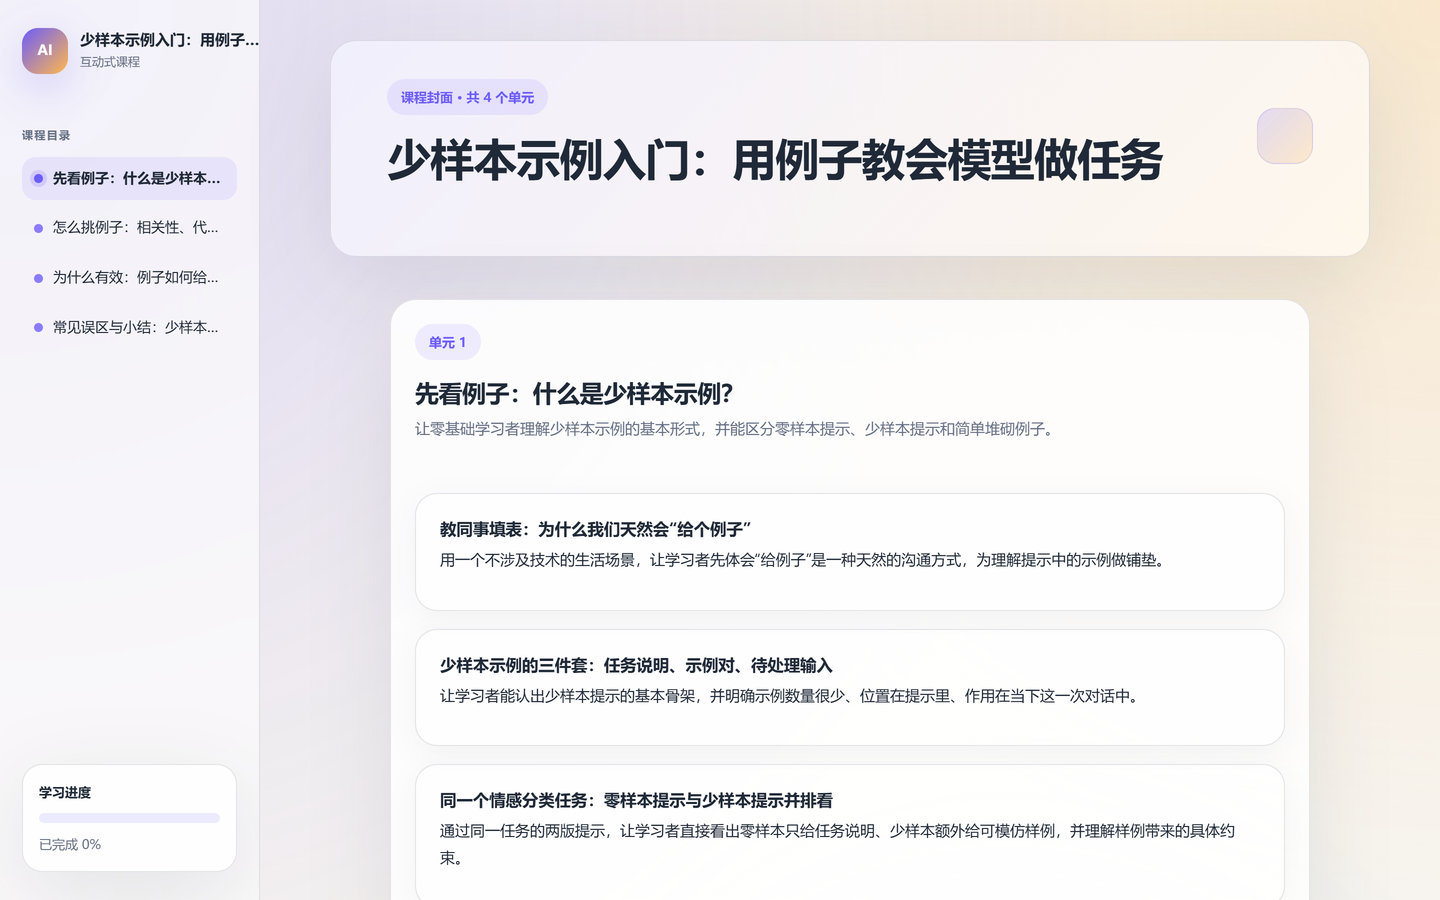 AI
少样本示例入门：用例子...
互动式课程
课程目录
先看例子：什么是少样本...
怎么挑例子：相关性、代...
为什么有效：例子如何给...
常见误区与小结：少样本...
学习进度
已完成 0%
课程封面 • 共 4 个单元
少样本示例入门：用例子教会模型做任务
单元 1
先看例子：什么是少样本示例？
让零基础学习者理解少样本示例的基本形式，并能区分零样本提示、少样本提示和简单堆砌例子。
教同事填表：为什么我们天然会“给个例子”
用一个不涉及技术的生活场景，让学习者先体会“给例子”是一种天然的沟通方式，为理解提示中的示例做铺垫。
少样本示例的三件套：任务说明、示例对、待处理输入
让学习者能认出少样本提示的基本骨架，并明确示例数量很少、位置在提示里、作用在当下这一次对话中。
同一个情感分类任务：零样本提示与少样本提示并排看
通过同一任务的两版提示，让学习者直接看出零样本只给任务说明、少样本额外给可模仿样例，并理解样例带来的具体约
束。